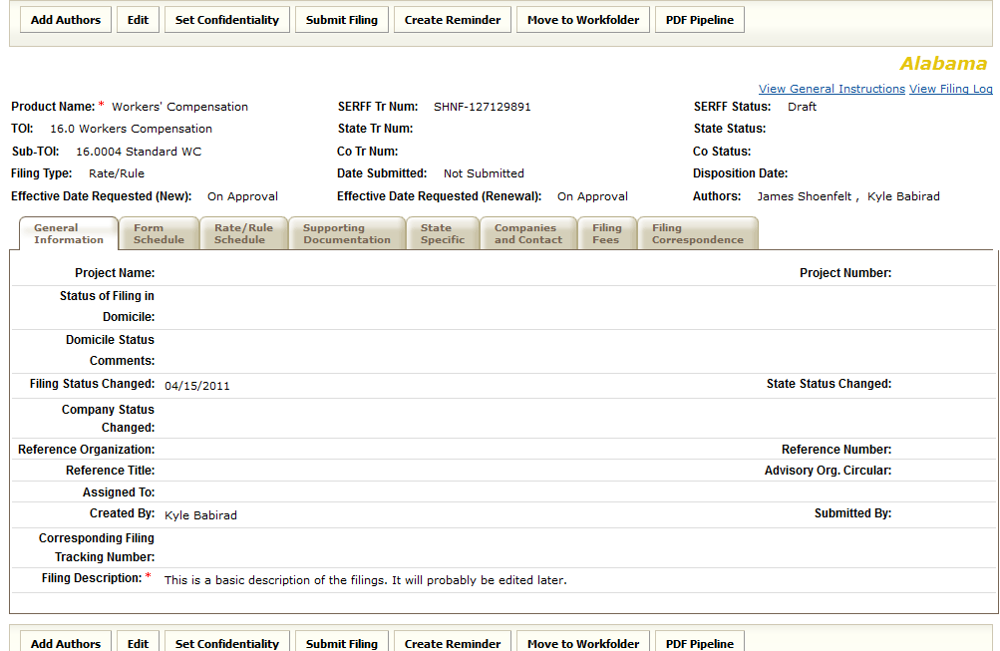 Add Authors Edit Set Confidentiality Submit Filing Create Reminder Move to Workfolder PDF Pipeline
Alabama
View General Instructions View Filing Log
Product Name: * Workers' Compensation SERFF Tr Num: SHNF-127129891 SERFF Status: Draft
TOI: 16.0 Workers Compensation State Tr Num: State Status:
Sub-TOI: 16.0004 Standard WC Co Tr Num: Co Status:
Filing Type: Rate/Rule Date Submitted: Not Submitted Disposition Date:
Effective Date Requested (New): On Approval Effective Date Requested (Renewal): On Approval Authors: James Shoenfelt , Kyle Babirad
General Information Form Schedule Rate/Rule Schedule Supporting Documentation State Specific Companies and Contact Filing Fees Filing Correspondence
Project Name: Project Number:
Status of Filing in
Domicile:
Domicile Status
Comments:
Filing Status Changed: 04/15/2011 State Status Changed:
Company Status
Changed:
Reference Organization: Reference Number:
Reference Title: Advisory Org. Circular:
Assigned To:
Created By: Kyle Babirad Submitted By:
Corresponding Filing
Tracking Number:
Filing Description: * This is a basic description of the filings. It will probably be edited later.
Add Authors Edit Set Confidentiality Submit Filing Create Reminder Move to Workfolder PDF Pipeline